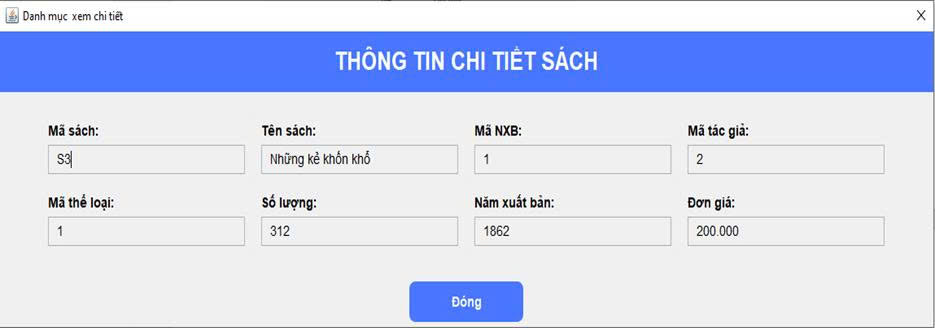 Danh mục xem chi tiết
THÔNG TIN CHI TIẾT SÁCH
Mã sách: Tên sách: Mã NXB: Mã tác giả:
S3 Những kẻ khốn khổ 1 2
Mã thể loại: Số lượng: Năm xuất bản: Đơn giá:
1 312 1862 200.000
Đóng